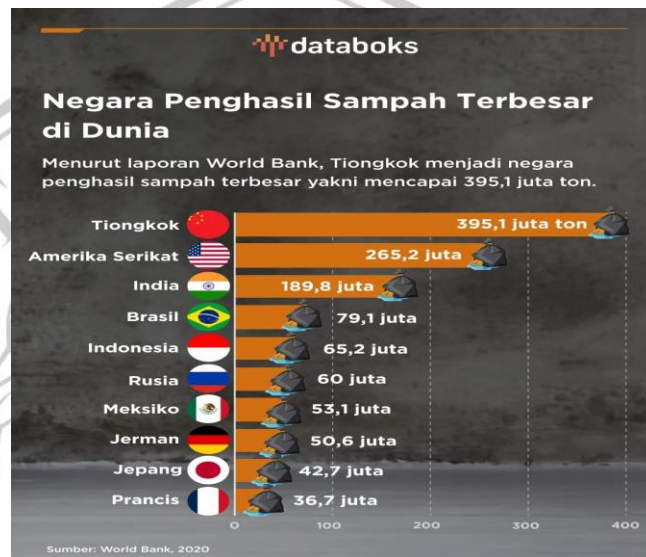 databoks
Negara Penghasil Sampah Terbesar
di Dunia
Menurut laporan World Bank, Tiongkok menjadi negara
penghasil sampah terbesar yakni mencapai 395,1 juta ton.
Tiongkok 395,1 juta ton
Amerika Serikat 265,2 juta
India 189,8 juta
Brasil 79,1 juta
Indonesia 65,2 juta
Rusia 60 juta
Meksiko 53,1 juta
Jerman 50,6 juta
Jepang 42,7 juta
Prancis 36,7 juta
0 100 200 300 400
Sumber: World Bank, 2020